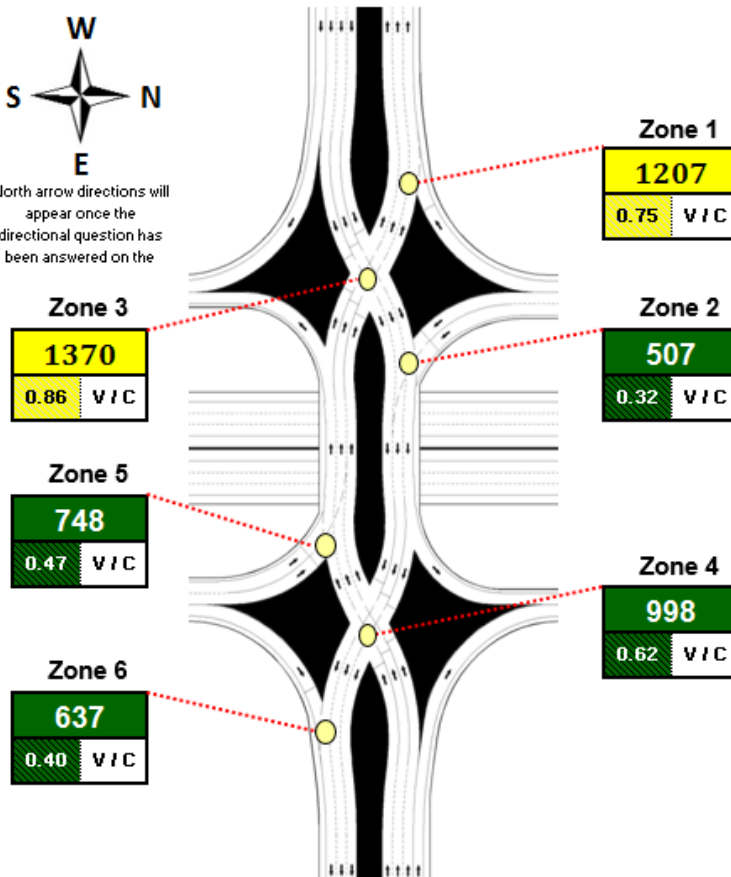 W
S N
E
North arrow directions will
appear once the
directional question has
been answered on the
Zone 1
1207
0.75 V / C
Zone 3
1370
0.86 V / C
Zone 2
507
0.32 V / C
Zone 5
748
0.47 V / C
Zone 4
998
0.62 V / C
Zone 6
637
0.40 V / C